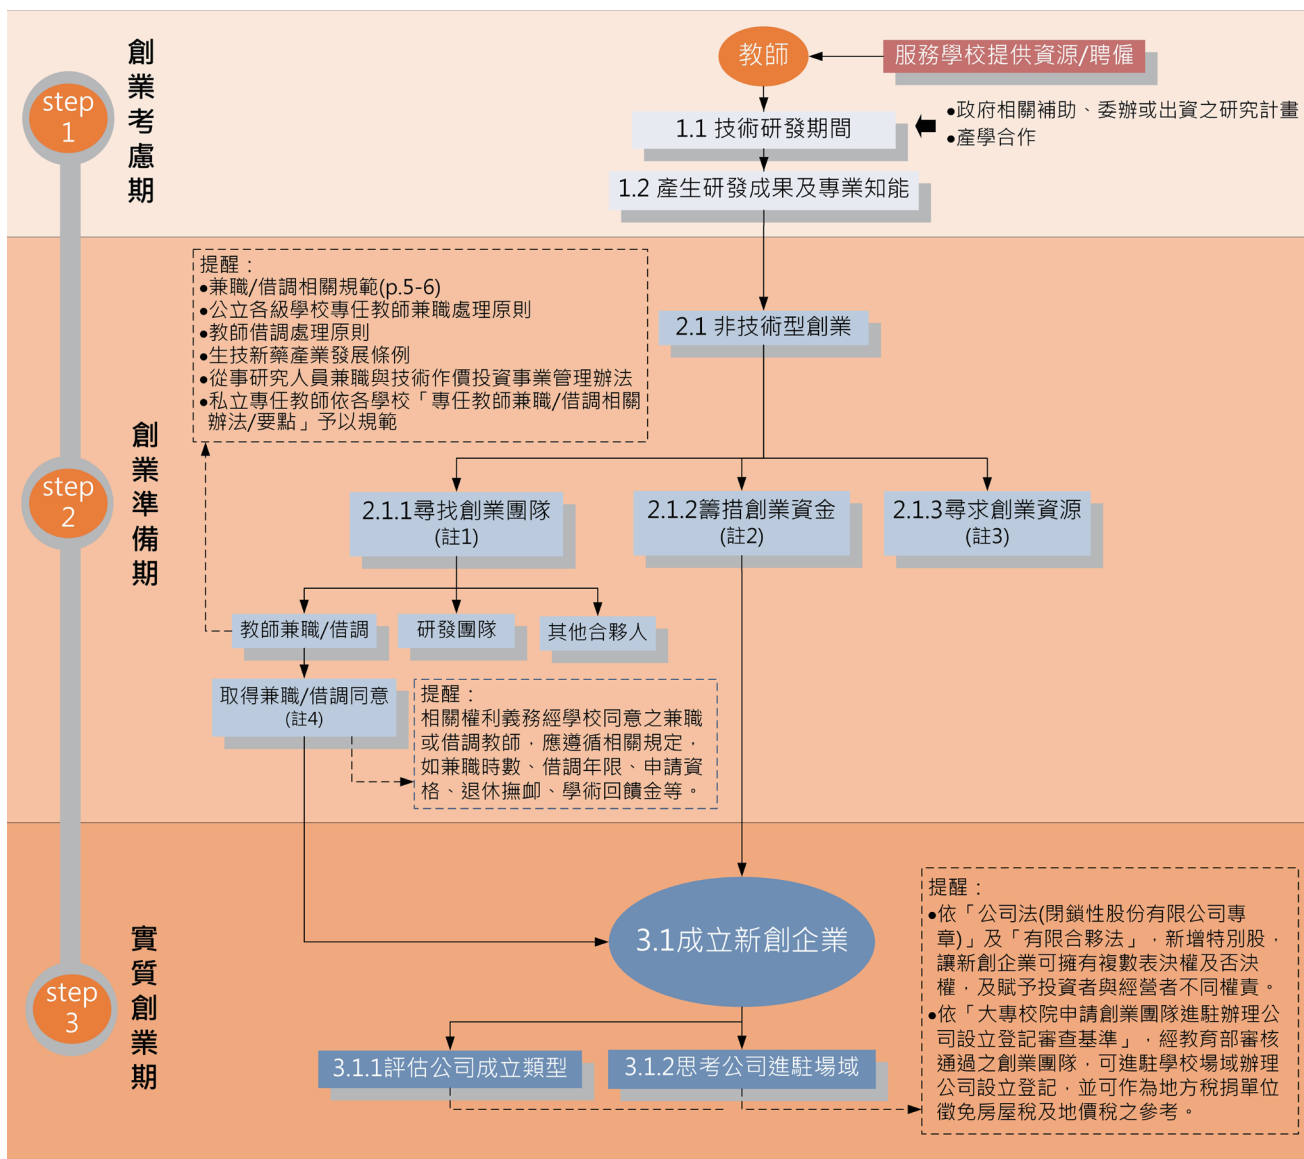 創業考慮期
step
1
教師
服務學校提供資源/聘僱
1.1 技術研發期間
●政府相關補助、委辦或出資之研究計畫
●產學合作
1.2 產生研發成果及專業知能
創業準備期
step
2
提醒：
●兼職/借調相關規範(p.5-6)
●公立各級學校專任教師兼職處理原則
●教師借調處理原則
●生技新藥產業發展條例
●從事研究人員兼職與技術作價投資事業管理辦法
●私立專任教師依各學校「專任教師兼職/借調相關
辦法/要點」予以規範
2.1 非技術型創業
2.1.1尋找創業團隊
(註1)
2.1.2籌措創業資金
(註2)
2.1.3尋求創業資源
(註3)
教師兼職/借調
研發團隊
其他合夥人
取得兼職/借調同意
(註4)
提醒：
相關權利義務經學校同意之兼職
或借調教師，應遵循相關規定，
如兼職時數、借調年限、申請資
格、退休撫卹、學術回饋金等。
實質創業期
step
3
3.1成立新創企業
3.1.1評估公司成立類型
3.1.2思考公司進駐場域
提醒：
●依「公司法(閉鎖性股份有限公司專
章)」及「有限合夥法」，新增特別股，
讓新創企業可擁有複數表決權及否決
權，及賦予投資者與經營者不同權責。
●依「大專校院申請創業團隊進駐辦理公
司設立登記審查基準」，經教育部審核
通過之創業團隊，可進駐學校場域辦理
公司設立登記，並可作為地方稅捐單位
徵免房屋稅及地價稅之參考。